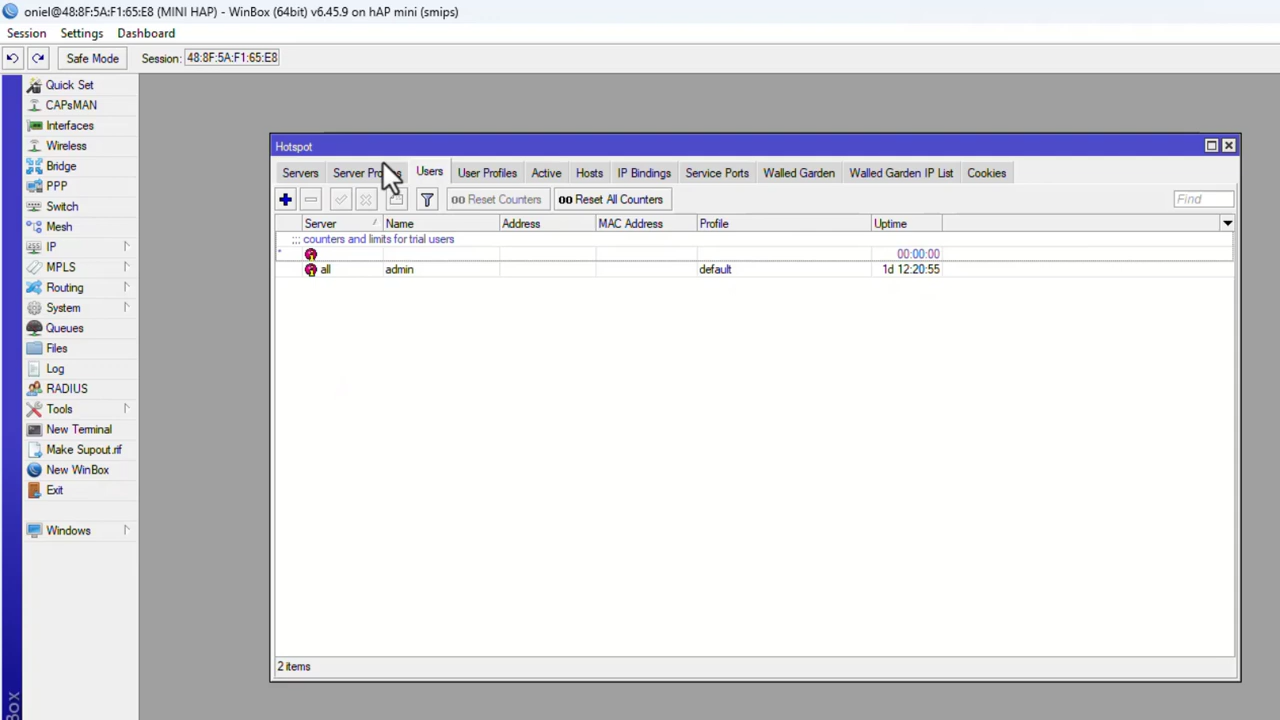 oniel@48:8F:5A:F1:65:E8 (MINI HAP) - WinBox (64bit) v6.45.9 on hAP mini (smips)
Session Settings Dashboard
Safe Mode Session: 48:8F:5A:F1:65:E8
Quick Set
CAPsMAN
Interfaces
Wireless
Bridge
PPP
Switch
Mesh
IP
MPLS
Routing
System
Queues
Files
Log
RADIUS
Tools
New Terminal
Make Supout.rif
New WinBox
Exit
Windows
Box
Hotspot
Servers Server Users User Profiles Active Hosts IP Bindings Service Ports Walled Garden Walled Garden IP List Cookies
00 Reset Counters 00 Reset All Counters Find
Server Name Address MAC Address Profile Uptime
;;; counters and limits for trial users
* 00:00:00
all admin default 1d 12:20:55
2 items